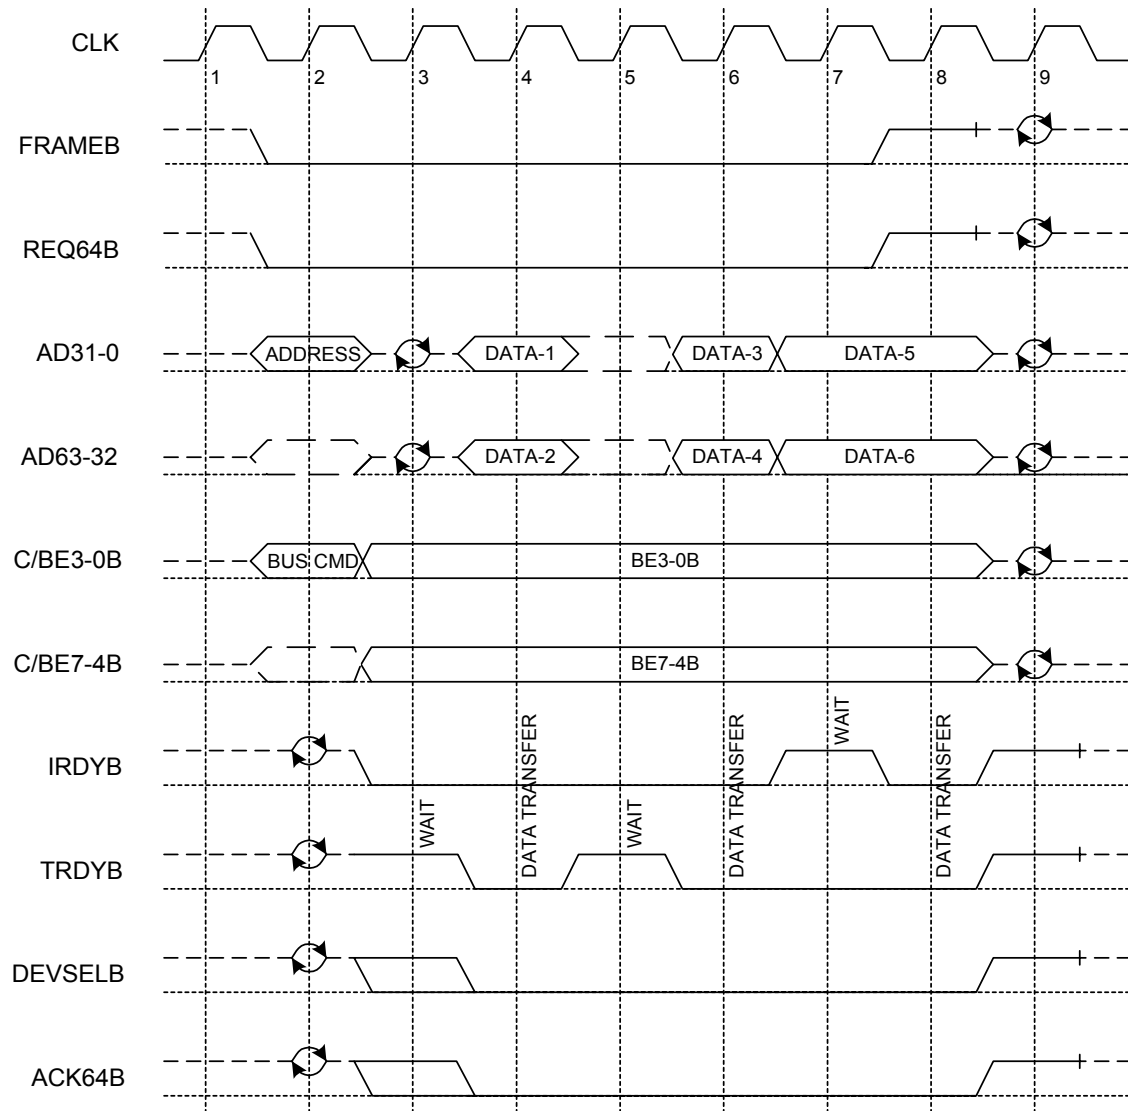 CLK
1 2 3 4 5 6 7 8 9
FRAMEB
REQ64B
AD31-0
ADDRESS DATA-1 DATA-3 DATA-5
AD63-32
DATA-2 DATA-4 DATA-6
C/BE3-0B
BUS CMD BE3-0B
C/BE7-4B
BE7-4B
IRDYB
WAIT
DATA TRANSFER
WAIT
DATA TRANSFER
WAIT
DATA TRANSFER
TRDYB
DEVSELB
ACK64B